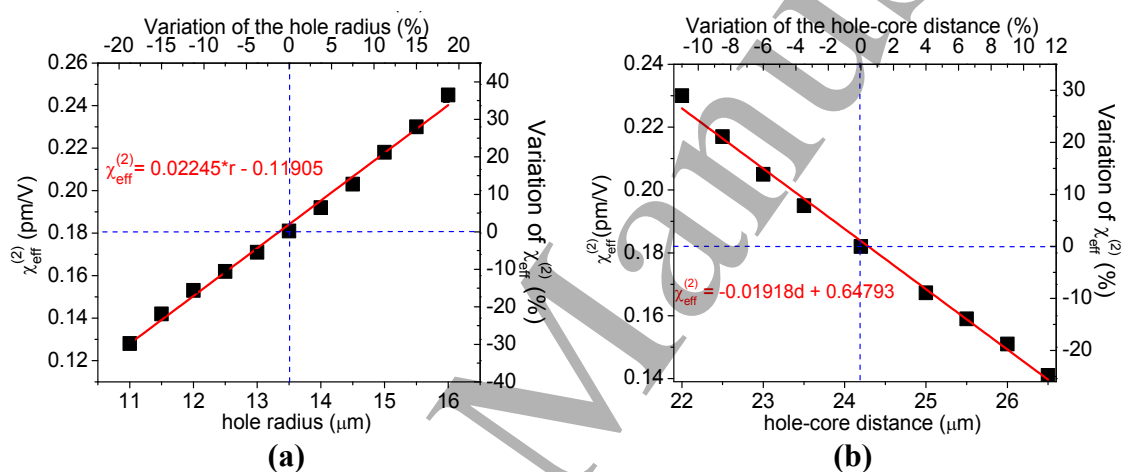 Variation of the hole radius (%)
-20 -15 -10 -5 0 5 10 15 20
0.26
0.24
0.22
0.20
0.18
0.16
0.14
0.12
χeff(2) (pm/V)
χeff(2)= 0.02245*r - 0.11905
40
30
20
10
0
-10
-20
-30
-40
Variation of χeff(2) (%)
11 12 13 14 15 16
hole radius (μm)
(a)
Variation of the hole-core distance (%)
-10 -8 -6 -4 -2 0 2 4 6 8 10 12
0.24
0.22
0.20
0.18
0.16
0.14
χeff(2)(pm/V)
χeff(2) =-0.01918d + 0.64793
30
20
10
0
-10
-20
Variation of χeff(2) (%)
22 23 24 25 26
hole-core distance (μm)
(b)
Manu